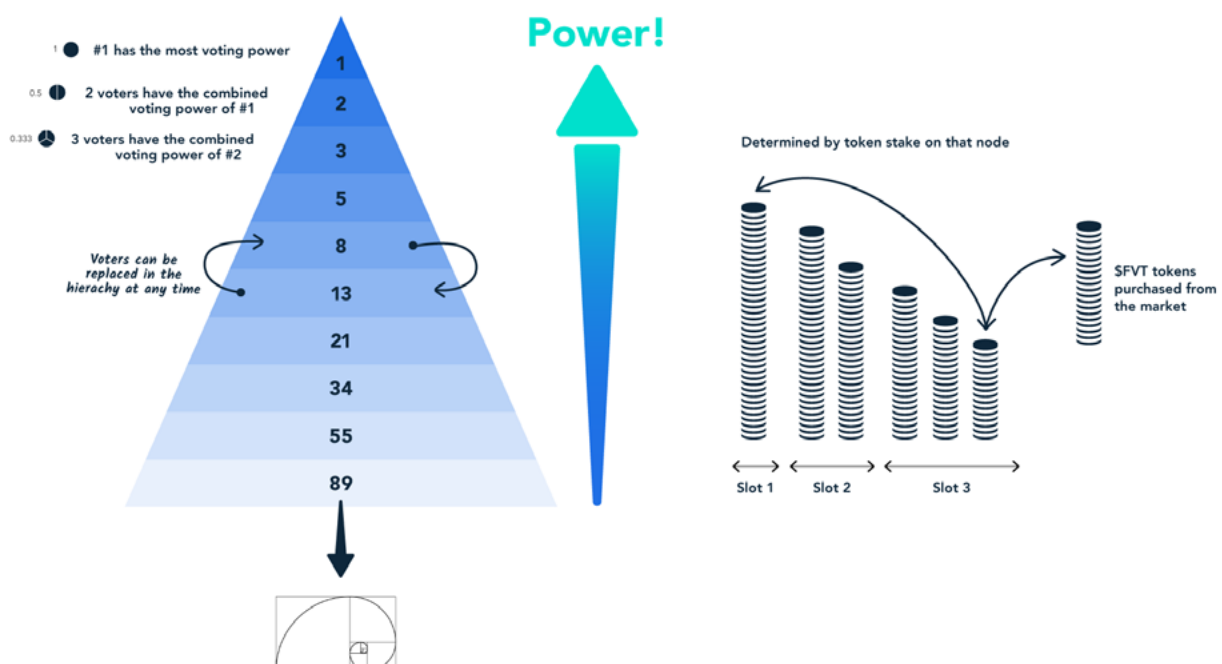 Power!
1
#1 has the most voting power
0.5
2 voters have the combined
voting power of #1
0.333
3 voters have the combined
voting power of #2
1
2
3
5
8
13
21
34
55
89
Voters can be
replaced in the
hierachy at any time
Determined by token stake on that node
$FVT tokens
purchased from
the market
Slot 1
Slot 2
Slot 3